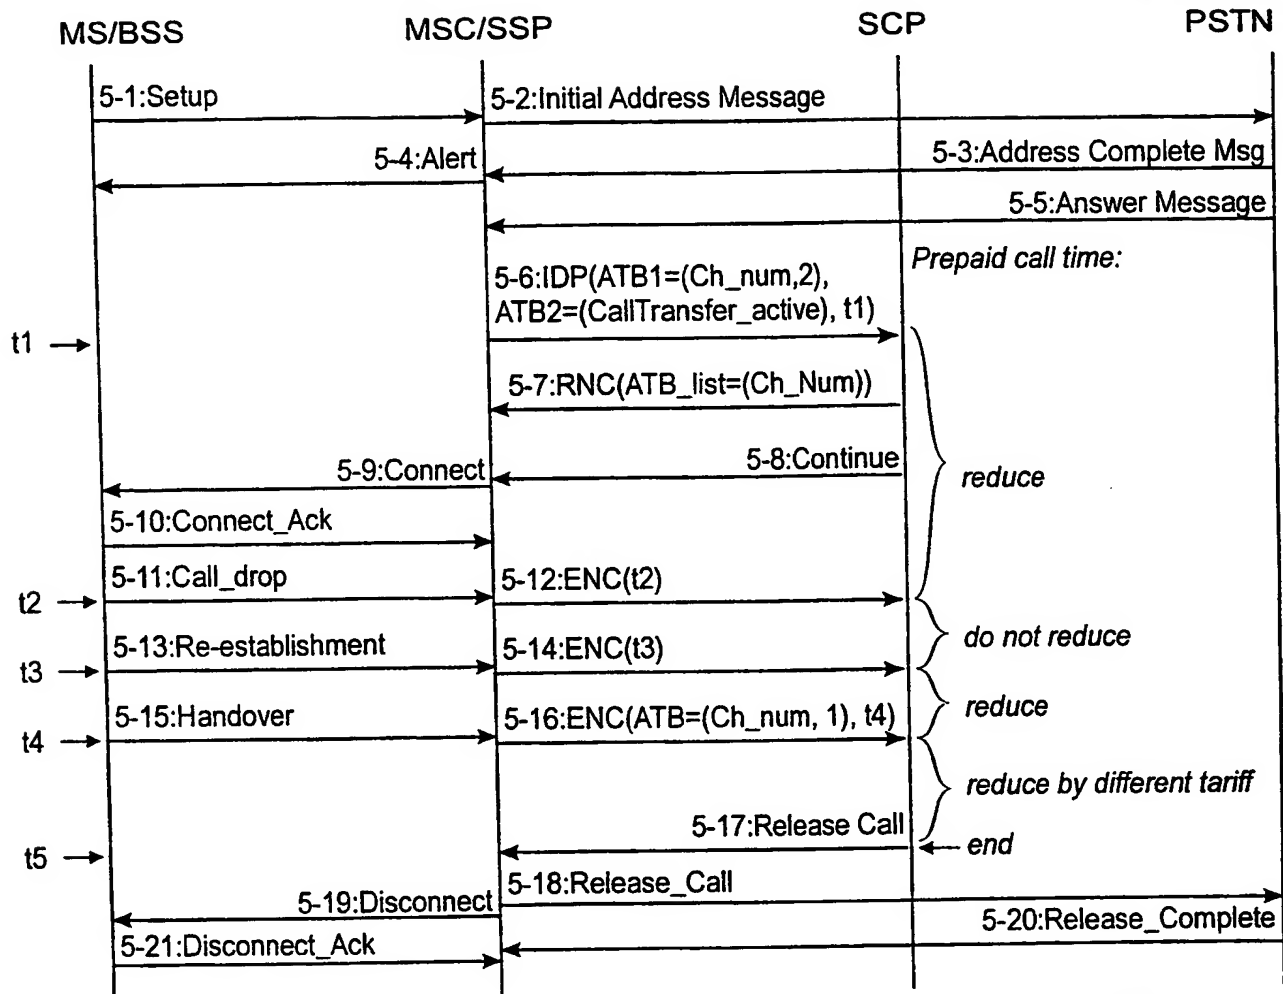 MS/BSS
MSC/SSP
SCP
PSTN
5-1:Setup
5-2:Initial Address Message
5-4:Alert
5-3:Address Complete Msg
5-5:Answer Message
Prepaid call time:
5-6:IDP(ATB1=(Ch_num,2),
ATB2=(CallTransfer_active), t1)
t1
5-7:RNC(ATB_list=(Ch_Num))
5-9:Connect
5-8:Continue
reduce
5-10:Connect_Ack
5-11:Call_drop
5-12:ENC(t2)
t2
do not reduce
5-13:Re-establishment
5-14:ENC(t3)
t3
5-15:Handover
5-16:ENC(ATB=(Ch_num, 1), t4)
reduce
t4
reduce by different tariff
5-17:Release Call
end
t5
5-18:Release_Call
5-19:Disconnect
5-20:Release_Complete
5-21:Disconnect_Ack